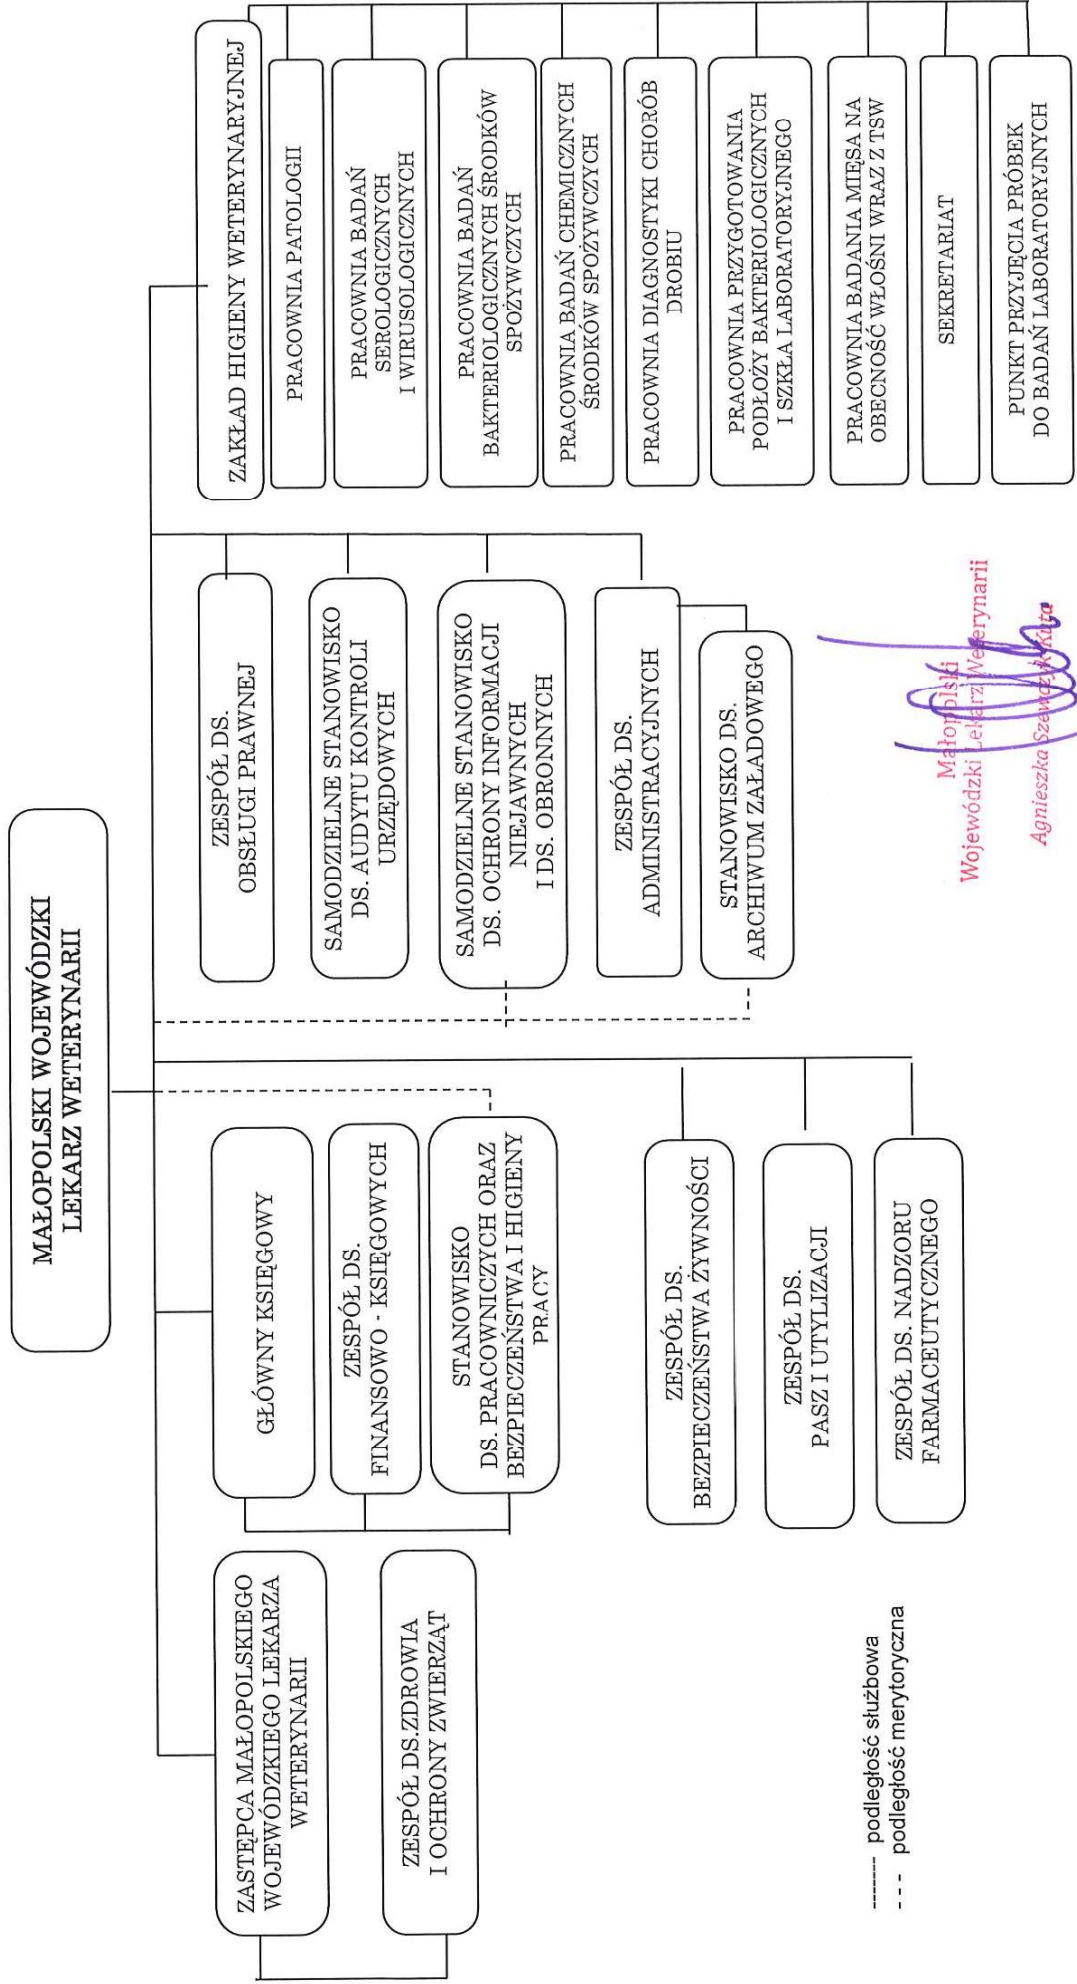 MAŁOPOLSKI WOJEWÓDZKI
LEKARZ WETERYNARII
ZASTĘPCA MAŁOPOLSKIEGO
WOJEWÓDZKIEGO LEKARZA
WETERYNARII
ZESPÓŁ DS.ZDROWIA
I OCHRONY ZWIERZĄT
GŁÓWNY KSIĘGOWY
ZESPÓŁ DS.
FINANSOWO - KSIĘGOWYCH
STANOWISKO
DS. PRACOWNICZYCH ORAZ
BEZPIECZEŃSTWA I HIGIENY
PRACY
ZESPÓŁ DS.
BEZPIECZEŃSTWA ŻYWNOŚCI
ZESPÓŁ DS.
PASZ I UTYLIZACJI
ZESPÓŁ DS. NADZORU
FARMACEUTYCZNEGO
ZESPÓŁ DS.
OBSŁUGI PRAWNEJ
SAMODZIELNE STANOWISKO
DS. AUDYTU KONTROLI
URZĘDOWYCH
SAMODZIELNE STANOWISKO
DS. OCHRONY INFORMACJI
NIEJAWNYCH
I DS. OBRONNYCH
ZESPÓŁ DS.
ADMINISTRACYJNYCH
STANOWISKO DS.
ARCHIWUM ZAŁADOWEGO
ZAKŁAD HIGIENY WETERYNARYJNEJ
PRACOWNIA PATOLOGII
PRACOWNIA BADAŃ
SEROLOGICZNYCH
I WIRUSOLOGICZNYCH
PRACOWNIA BADAŃ
BAKTERIOLOGICZNYCH ŚRODKÓW
SPOŻYWCZYCH
PRACOWNIA BADAŃ CHEMICZNYCH
ŚRODKÓW SPOŻYWCZYCH
PRACOWNIA DIAGNOSTYKI CHORÓB
DROBIU
PRACOWNIA PRZYGOTOWANIA
PODŁOŻY BAKTERIOLOGICZNYCH
I SZKŁA LABORATORYJNEGO
PRACOWNIA BADANIA MIĘSA NA
OBECNOŚĆ WŁOŚNI WRAZ Z TSW
SEKRETARIAT
PUNKT PRZYJĘCIA PRÓBEK
DO BADAŃ LABORATORYJNYCH
-------- podległość służbowa
- - - podległość merytoryczna
Małopolski
Wojewódzki Lekarz Weterynarii
Agnieszka Szewczyk-Kuta